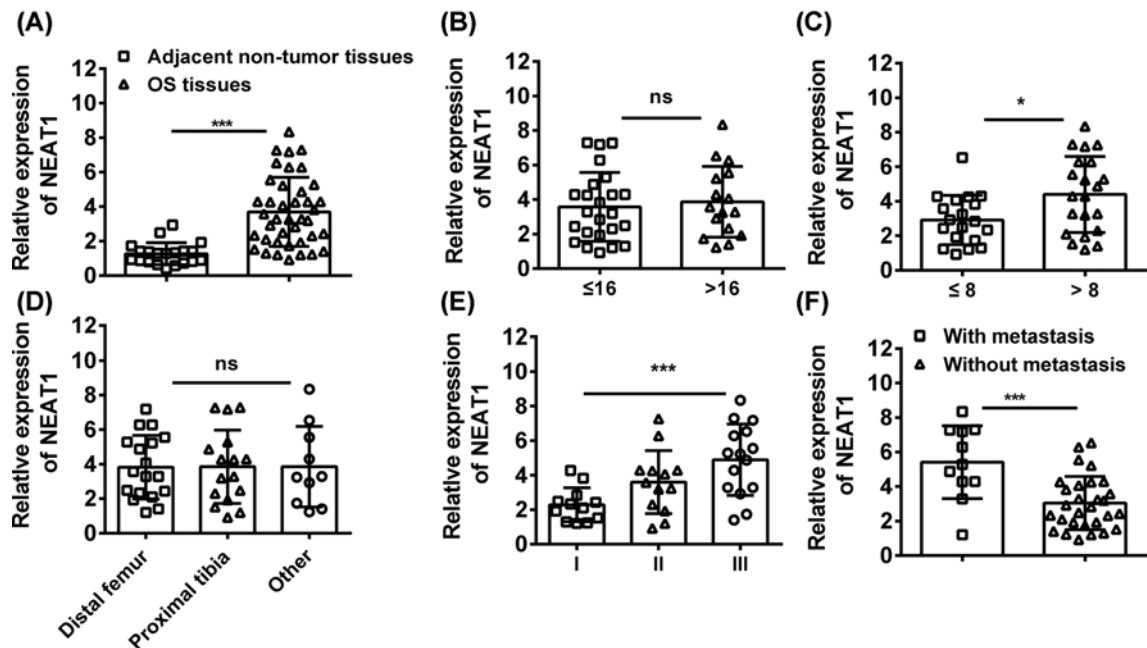 (A)
Relative expression
of NEAT1
12
10
8
6
4
2
0
Adjacent non-tumor tissues
OS tissues
***
(B)
Relative expression
of NEAT1
12
10
8
6
4
2
0
ns
≤16
>16
(C)
Relative expression
of NEAT1
12
10
8
6
4
2
0
*
≤ 8
> 8
(D)
Relative expression
of NEAT1
12
10
8
6
4
2
0
ns
Distal femur
Proximal tibia
Other
(E)
Relative expression
of NEAT1
12
10
8
6
4
2
0
***
I
II
III
(F)
Relative expression
of NEAT1
12
10
8
6
4
2
0
With metastasis
Without metastasis
***